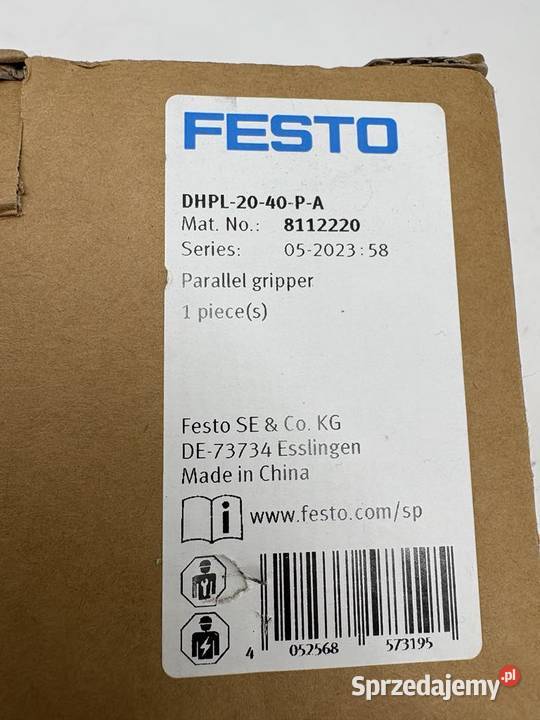 FESTO
DHPL-20-40-P-A
Mat. No.: 8112220
Series: 05-2023:58
Parallel gripper
1 piece(s)
Festo SE & Co. KG
DE-73734 Esslingen
Made in China
i www.festo.com/sp
4 052568 573195
Sprzedajemy.pl